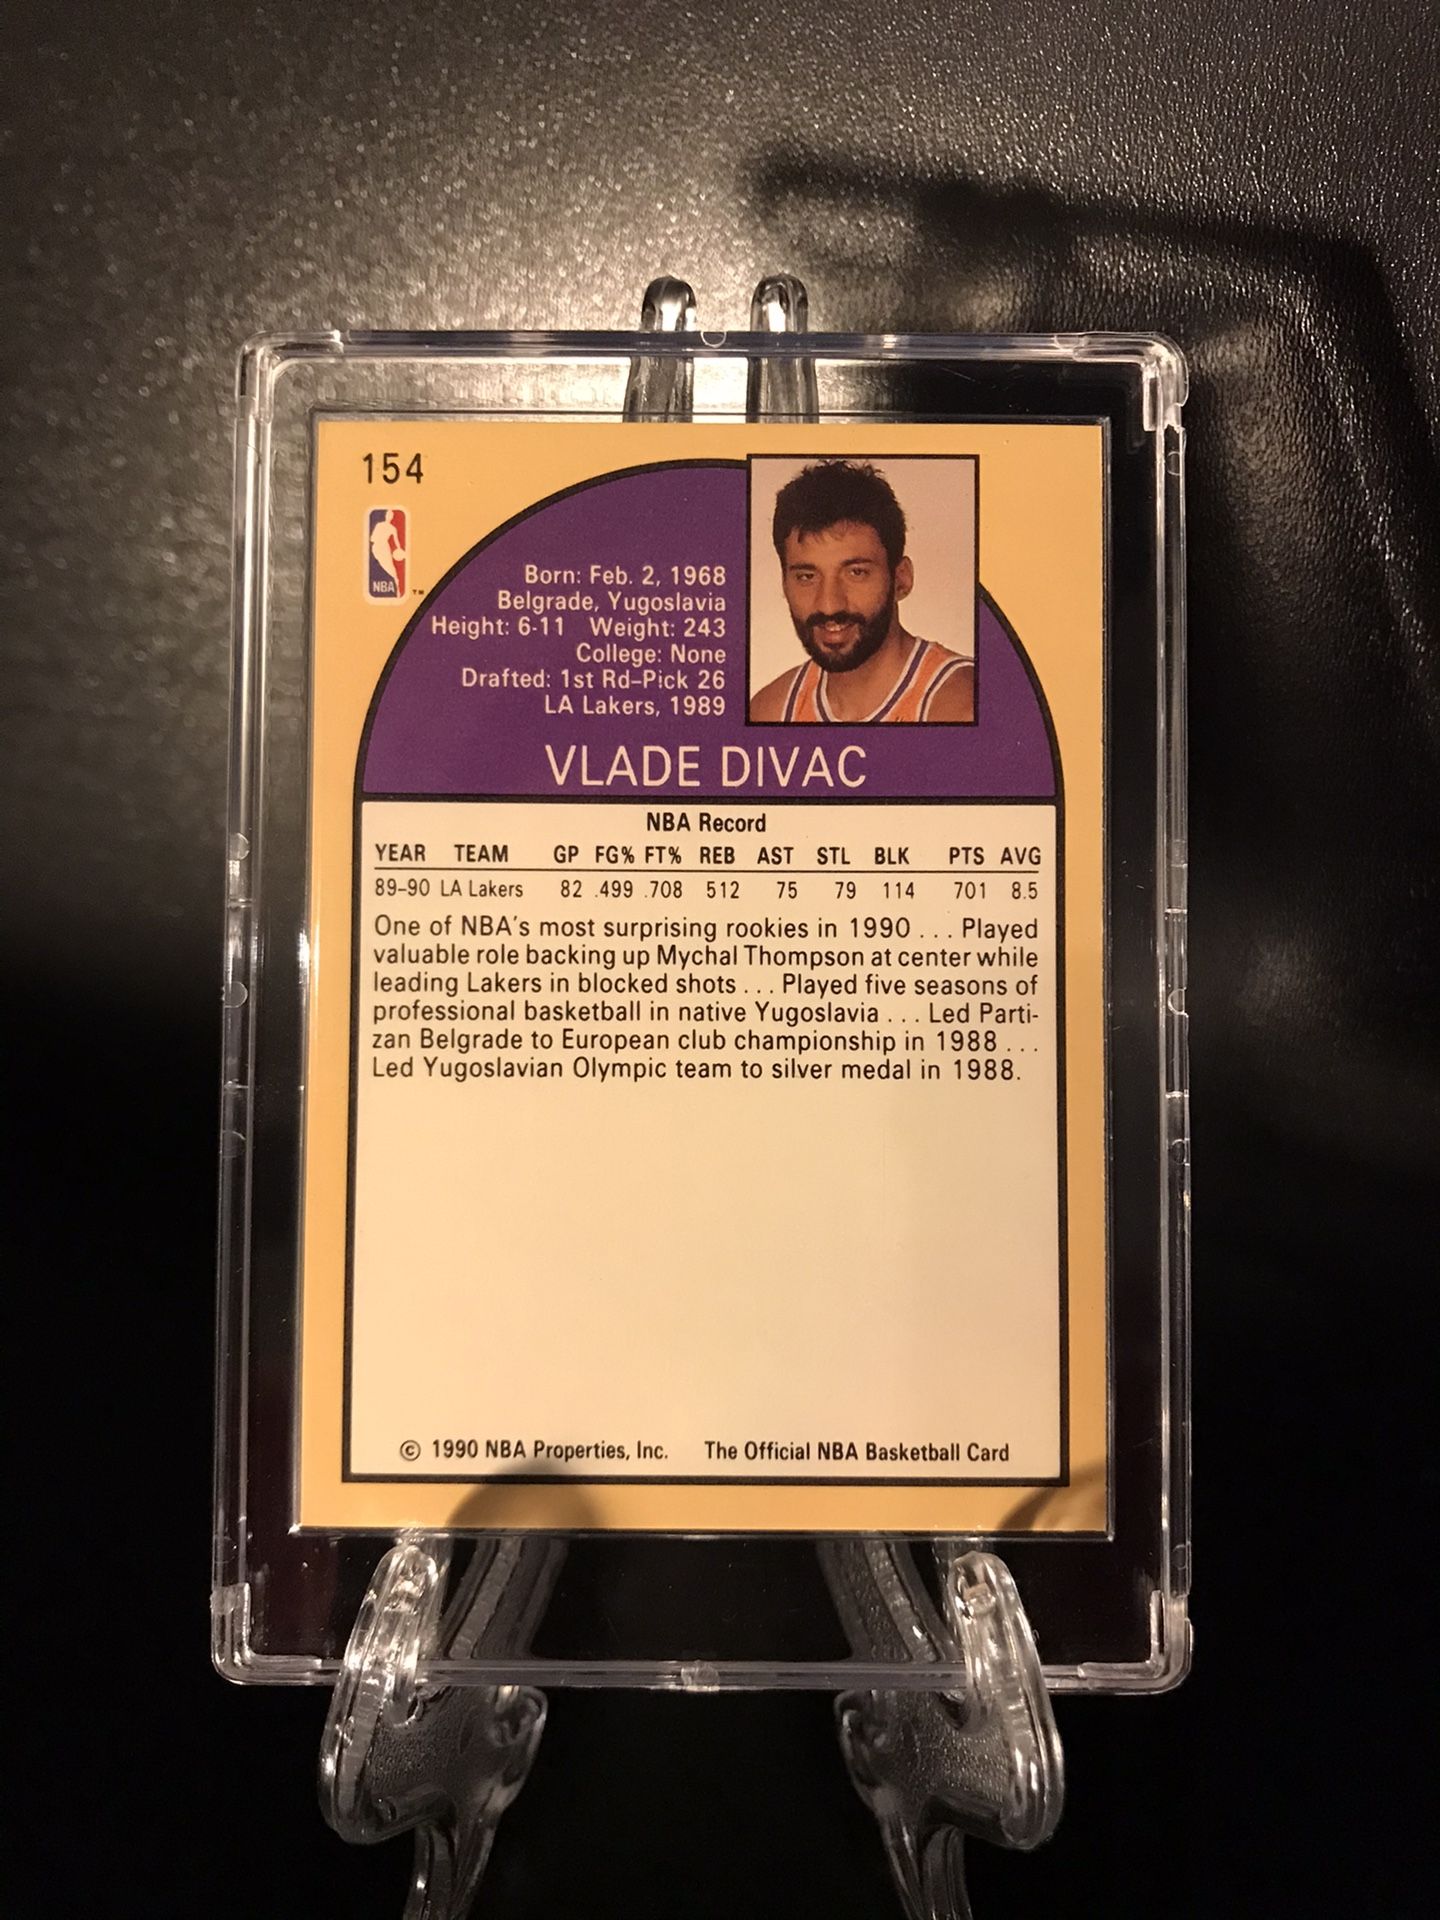 154
NBA
™
Born: Feb. 2, 1968
Belgrade, Yugoslavia
Height: 6-11 Weight: 243
College: None
Drafted: 1st Rd–Pick 26
LA Lakers, 1989
VLADE DIVAC
NBA Record
YEAR TEAM GP FG% FT% REB AST STL BLK PTS AVG
89–90 LA Lakers 82 .499 .708 512 75 79 114 701 8.5
One of NBA's most surprising rookies in 1990 . . . Played
valuable role backing up Mychal Thompson at center while
leading Lakers in blocked shots . . . Played five seasons of
professional basketball in native Yugoslavia . . . Led Parti-
zan Belgrade to European club championship in 1988 . . .
Led Yugoslavian Olympic team to silver medal in 1988.
© 1990 NBA Properties, Inc. The Official NBA Basketball Card